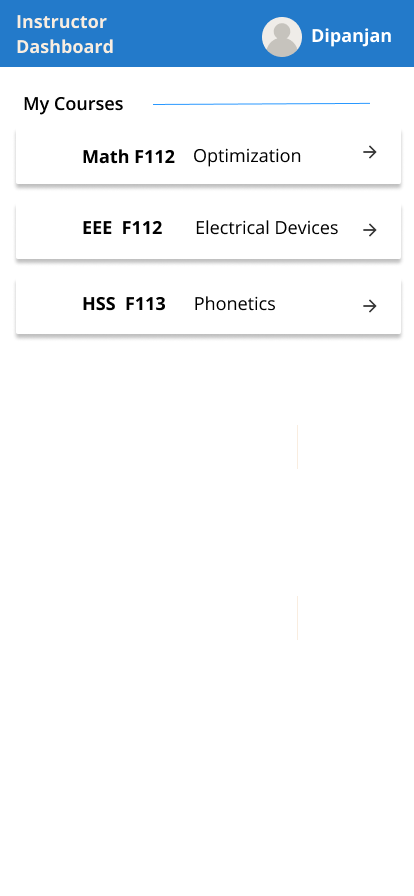 Instructor
Dashboard
Dipanjan
My Courses
Math F112 Optimization
EEE F112 Electrical Devices
HSS F113 Phonetics